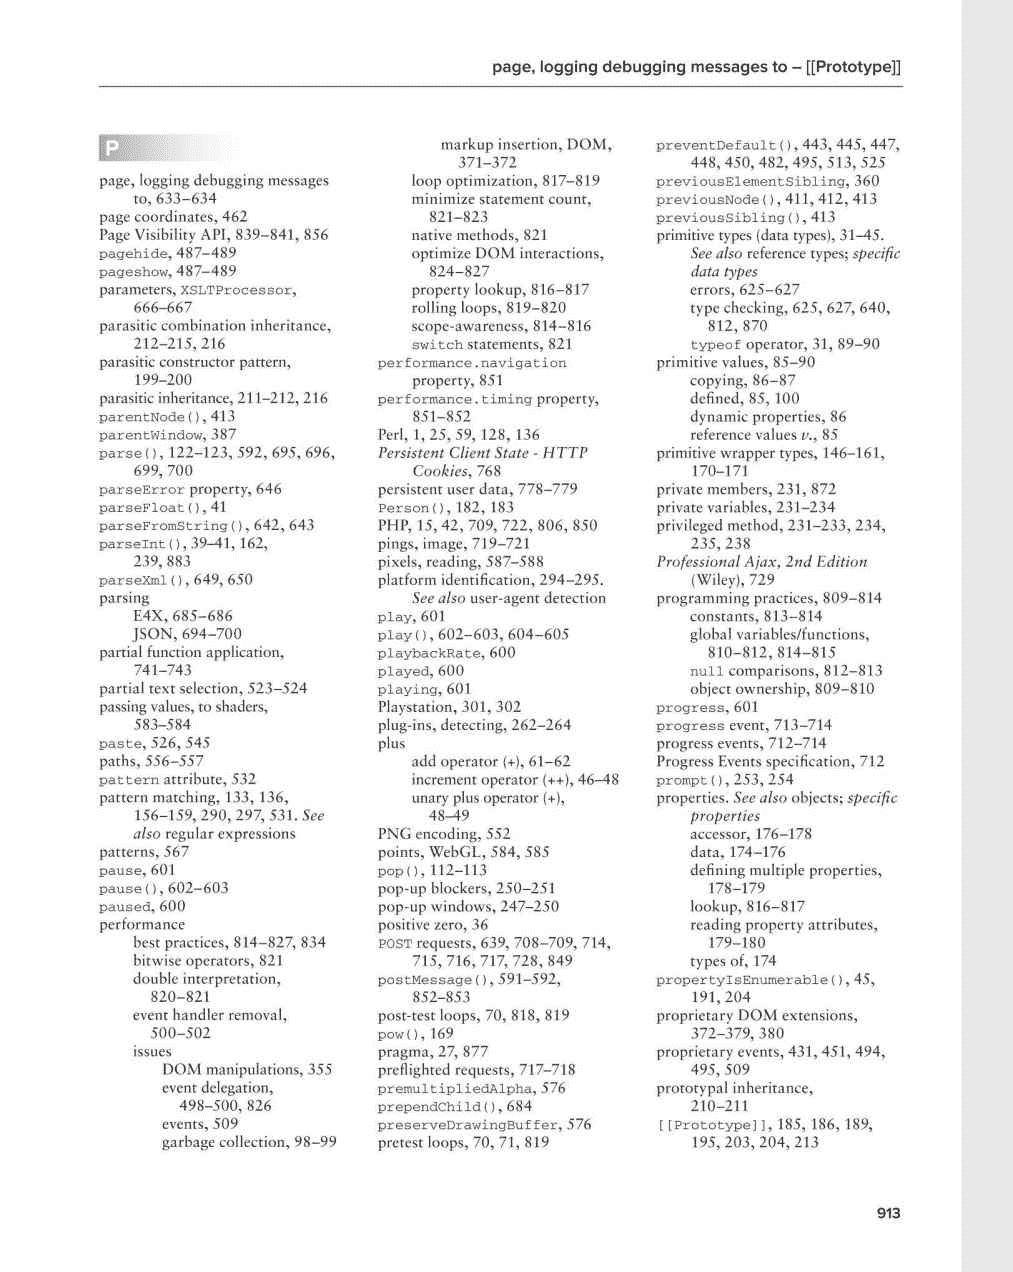 page, logging debugging messages to – [[Prototype]]
P
page, logging debugging messages
to, 633–634
page coordinates, 462
Page Visibility API, 839–841, 856
pagehide, 487–489
pageshow, 487–489
parameters, XSLTProcessor,
666–667
parasitic combination inheritance,
212–215, 216
parasitic constructor pattern,
199–200
parasitic inheritance, 211–212, 216
parentNode(), 413
parentWindow, 387
parse(), 122–123, 592, 695, 696,
699, 700
parseError property, 646
parseFloat(), 41
parseFromString(), 642, 643
parseInt(), 39–41, 162,
239, 883
parseXml(), 649, 650
parsing
E4X, 685–686
JSON, 694–700
partial function application,
741–743
partial text selection, 523–524
passing values, to shaders,
583–584
paste, 526, 545
paths, 556–557
pattern attribute, 532
pattern matching, 133, 136,
156–159, 290, 297, 531. See
also regular expressions
patterns, 567
pause, 601
pause(), 602–603
paused, 600
performance
best practices, 814–827, 834
bitwise operators, 821
double interpretation,
820–821
event handler removal,
500–502
issues
DOM manipulations, 355
event delegation,
498–500, 826
events, 509
garbage collection, 98–99
markup insertion, DOM,
371–372
loop optimization, 817–819
minimize statement count,
821–823
native methods, 821
optimize DOM interactions,
824–827
property lookup, 816–817
rolling loops, 819–820
scope-awareness, 814–816
switch statements, 821
performance.navigation
property, 851
performance.timing property,
851–852
Perl, 1, 25, 59, 128, 136
Persistent Client State - HTTP
Cookies, 768
persistent user data, 778–779
Person(), 182, 183
PHP, 15, 42, 709, 722, 806, 850
pings, image, 719–721
pixels, reading, 587–588
platform identification, 294–295.
See also user-agent detection
play, 601
play(), 602–603, 604–605
playbackRate, 600
played, 600
playing, 601
Playstation, 301, 302
plug-ins, detecting, 262–264
plus
add operator (+), 61–62
increment operator (++), 46–48
unary plus operator (+),
48–49
PNG encoding, 552
points, WebGL, 584, 585
pop(), 112–113
pop-up blockers, 250–251
pop-up windows, 247–250
positive zero, 36
POST requests, 639, 708–709, 714,
715, 716, 717, 728, 849
postMessage(), 591–592,
852–853
post-test loops, 70, 818, 819
pow(), 169
pragma, 27, 877
preflighted requests, 717–718
premultipliedAlpha, 576
prependChild(), 684
preserveDrawingBuffer, 576
pretest loops, 70, 71, 819
preventDefault(), 443, 445, 447,
448, 450, 482, 495, 513, 525
previousElementSibling, 360
previousNode(), 411, 412, 413
previousSibling(), 413
primitive types (data types), 31–45.
See also reference types; specific
data types
errors, 625–627
type checking, 625, 627, 640,
812, 870
typeof operator, 31, 89–90
primitive values, 85–90
copying, 86–87
defined, 85, 100
dynamic properties, 86
reference values v., 85
primitive wrapper types, 146–161,
170–171
private members, 231, 872
private variables, 231–234
privileged method, 231–233, 234,
235, 238
Professional Ajax, 2nd Edition
(Wiley), 729
programming practices, 809–814
constants, 813–814
global variables/functions,
810–812, 814–815
null comparisons, 812–813
object ownership, 809–810
progress, 601
progress event, 713–714
progress events, 712–714
Progress Events specification, 712
prompt(), 253, 254
properties. See also objects; specific
properties
accessor, 176–178
data, 174–176
defining multiple properties,
178–179
lookup, 816–817
reading property attributes,
179–180
types of, 174
propertyIsEnumerable(), 45,
191, 204
proprietary DOM extensions,
372–379, 380
proprietary events, 431, 451, 494,
495, 509
prototypal inheritance,
210–211
[[Prototype]], 185, 186, 189,
195, 203, 204, 213
913